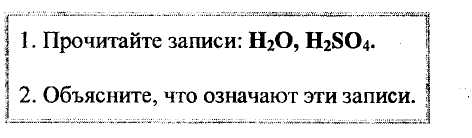 1. Прочитайте записи: H₂O, H₂SO₄.
2. Объясните, что означают эти записи.